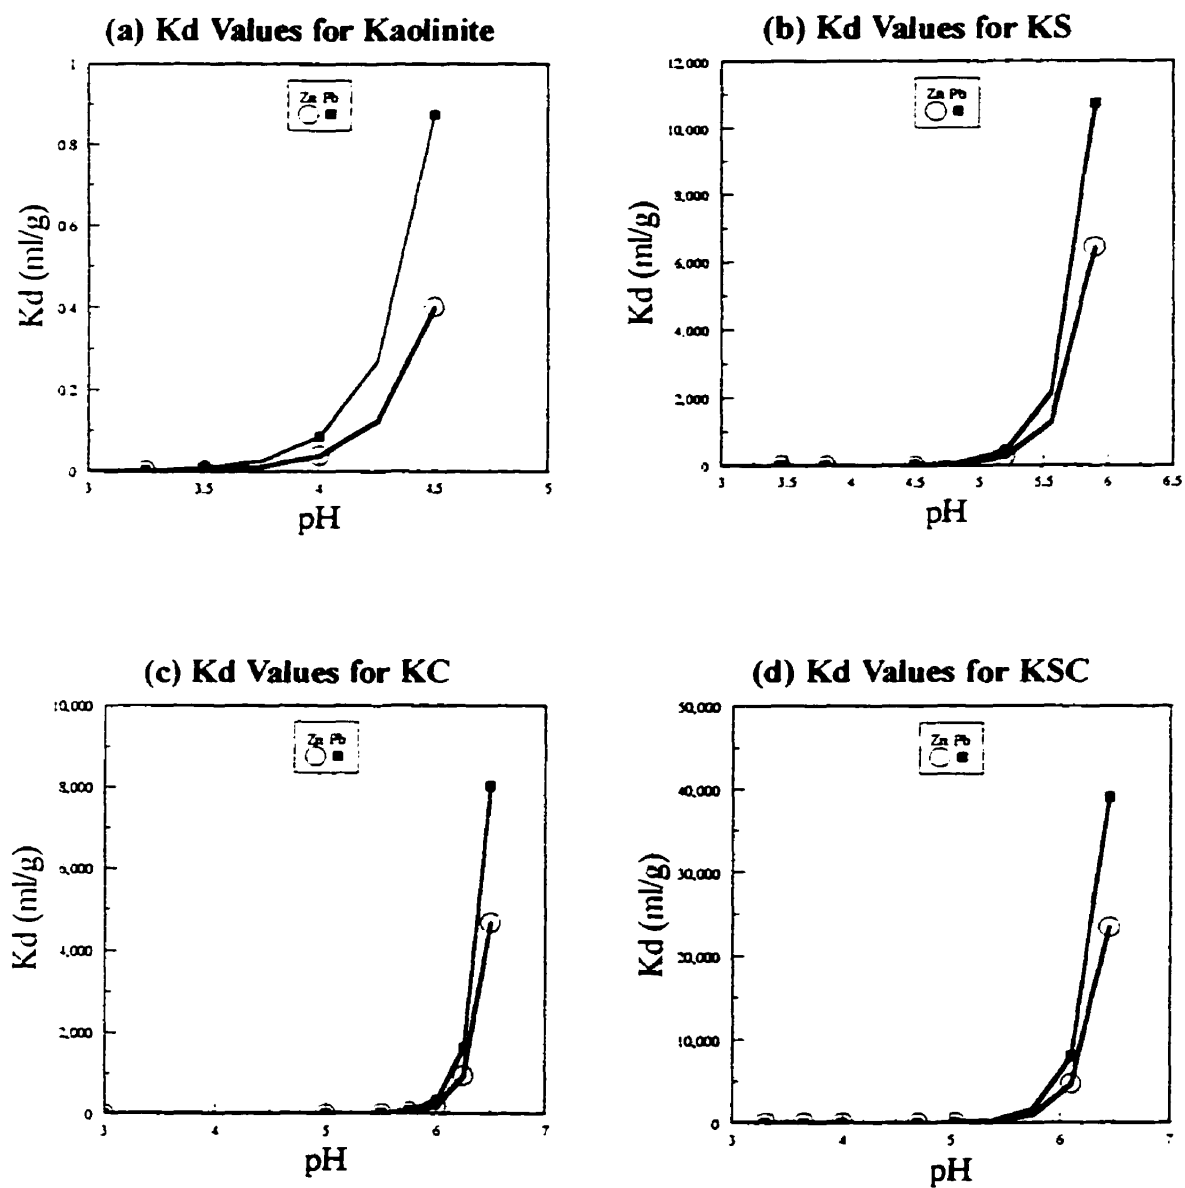 (a) Kd Values for Kaolinite
1
Zn Pb
0.8
0.6
0.4
0.2
0
Kd (ml/g)
3 3.5 4 4.5 5
pH
(b) Kd Values for KS
12,000
Zn Pb
10,000
8,000
6,000
4,000
2,000
0
Kd (ml/g)
3 3.5 4 4.5 5 5.5 6 6.5
pH
(c) Kd Values for KC
10,000
Zn Pb
8,000
6,000
4,000
2,000
0
Kd (ml/g)
3 4 5 6 7
pH
(d) Kd Values for KSC
50,000
Zn Pb
40,000
30,000
20,000
10,000
0
Kd (ml/g)
3 4 5 6 7
pH